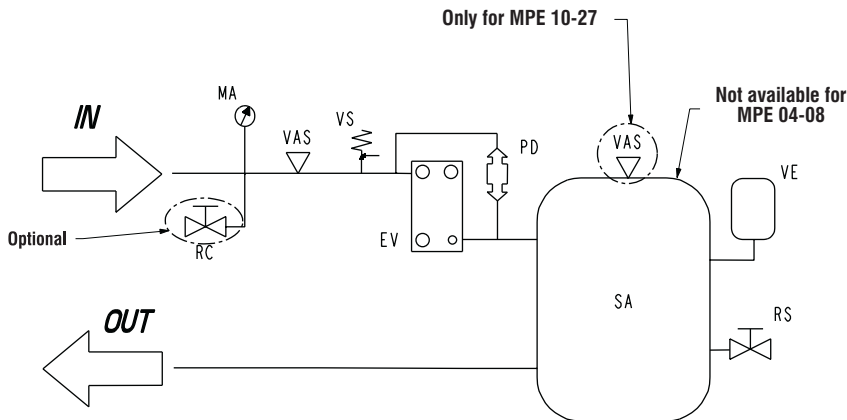 Only for MPE 10-27
Not available for
MPE 04-08
MA
IN
VAS
VS
PD
VAS
VE
Optional
RC
EV
SA
RS
OUT